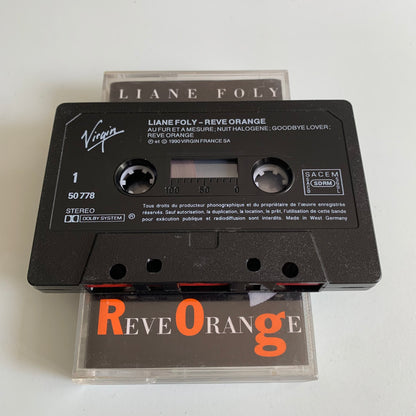 LIANE FOLY
LIANE FOLY – REVE ORANGE
AU FUR ET A MESURE; NUIT HALOGENE; GOODBYE LOVER;
REVE ORANGE
℗ et © 1990 VIRGIN FRANCE SA
Virgin
1
50 778
STEREO
DOLBY SYSTEM ®
100 50 0
SACEM
SDRM
Tous droits du producteur phonographique et du propriétaire de l'œuvre enregistrée
réservés. Sauf autorisation, la duplication, la location, le prêt, l'utilisation de cette bande
pour exécution publique et radiodiffusion sont interdits. Made in West Germany
REVE ORANGE